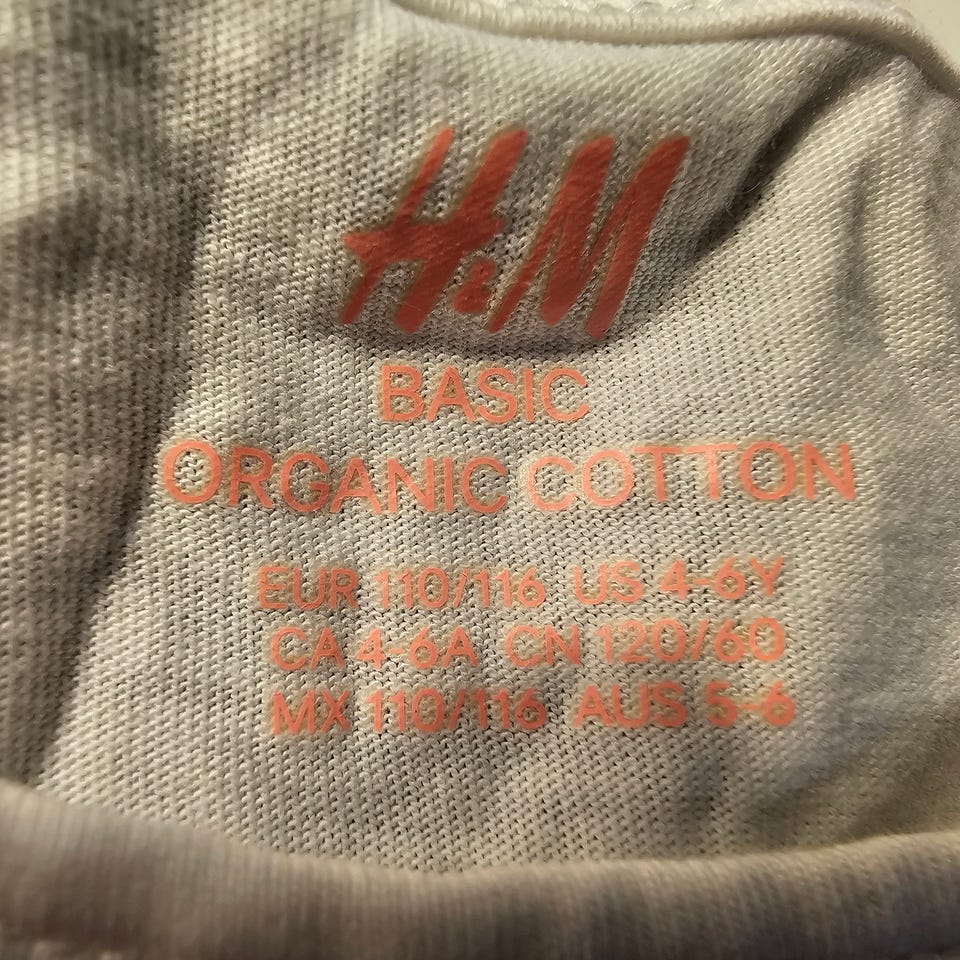 H&M
BASIC
ORGANIC COTTON
EUR 110/116 US 4-6Y
CA 4-6A CN 120/60
MX 110/116 AUS 5-6